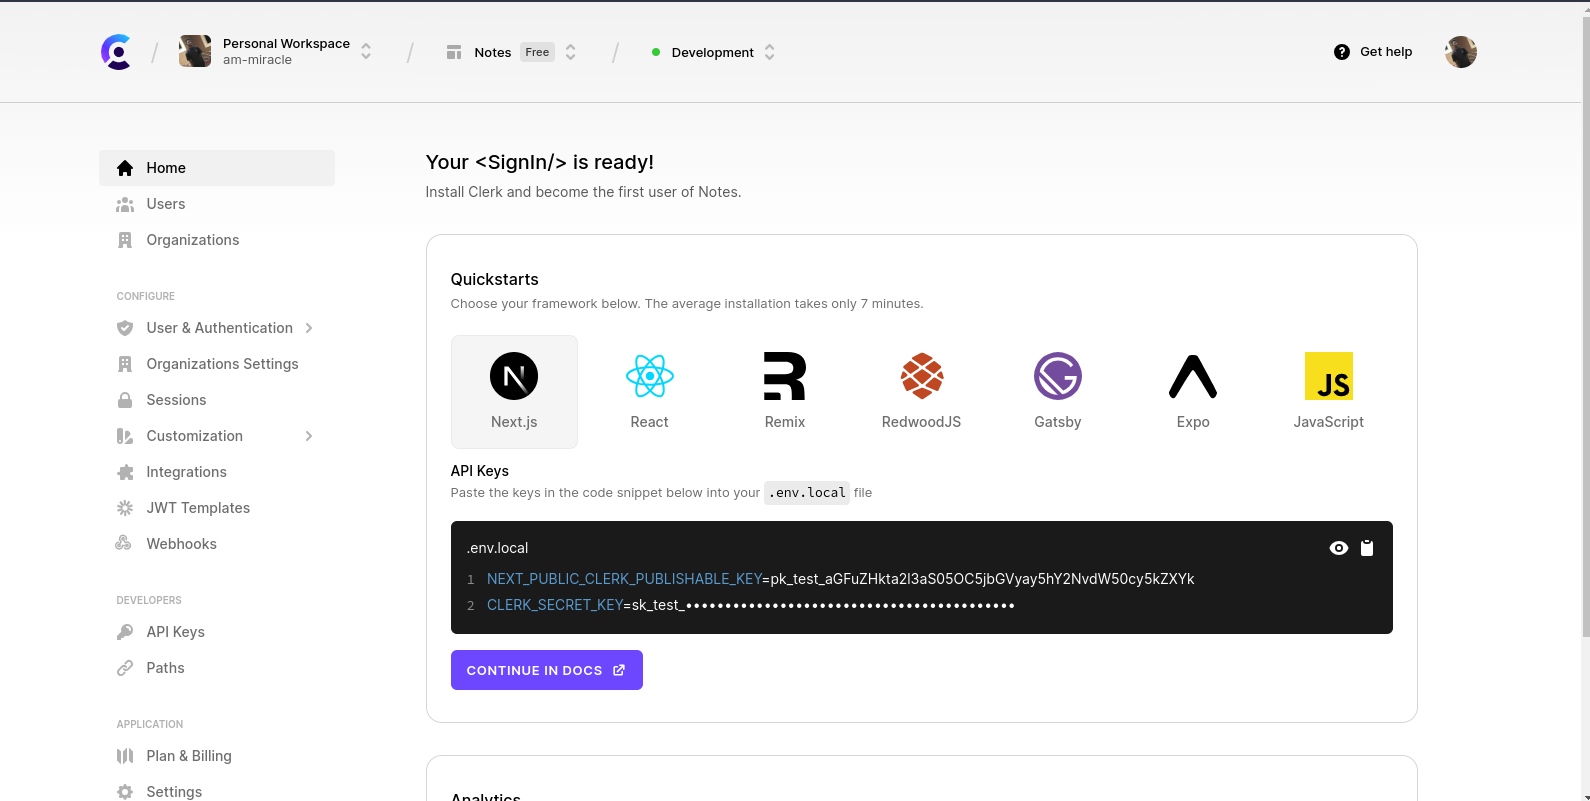 Personal Workspace
am-miracle
Notes Free
Development
Get help
Home
Users
Organizations
CONFIGURE
User & Authentication
Organizations Settings
Sessions
Customization
Integrations
JWT Templates
Webhooks
DEVELOPERS
API Keys
Paths
APPLICATION
Plan & Billing
Settings
Your <SignIn/> is ready!
Install Clerk and become the first user of Notes.
Quickstarts
Choose your framework below. The average installation takes only 7 minutes.
Next.js
React
Remix
RedwoodJS
Gatsby
Expo
JS
JavaScript
API Keys
Paste the keys in the code snippet below into your .env.local file
.env.local
1 NEXT_PUBLIC_CLERK_PUBLISHABLE_KEY=pk_test_aGFuZHkta2l3aS05OC5jbGVyay5hY2NvdW50cy5kZXYk
2 CLERK_SECRET_KEY=sk_test_••••••••••••••••••••••••••••••••••••••••••
CONTINUE IN DOCS
Analytics